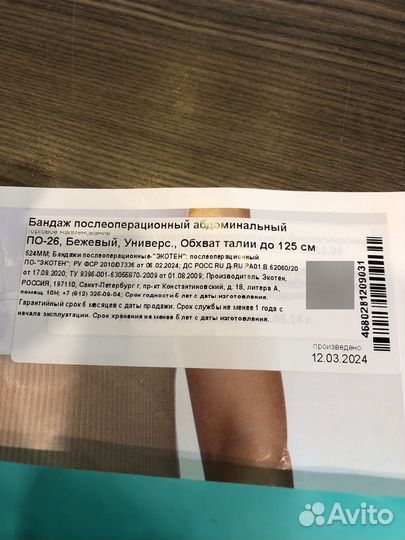 Бандаж послеоперационный абдоминальный
торговое наименование
ПО-26, Бежевый, Универс., Обхват талии до 125 см
524ММ; Бандажи послеоперационные-"ЭКОТЕН": послеоперационный
ПО-"ЭКОТЕН"; РУ ФСР 2010/07336 от 06.02.2024; ДС РОСС RU Д-RU.РА01.В.62060/20
от 17.09.2020; ТУ 9396-001-63055870-2009 от 01.08.2009; Производитель Экотен,
РОССИЯ, 197110, Санкт-Петербург г, пр-кт Константиновский, д. 18, литера А,
помещ. 10Н; +7 (812) 325-09-04; Срок годности 5 лет с даты изготовления.
Гарантийный срок 6 месяцев с даты продажи. Срок службы не менее 1 года с
начала эксплуатации. Срок хранения не менее 5 лет с даты изготовления.
4680281209031
произведено
12.03.2024
Avito